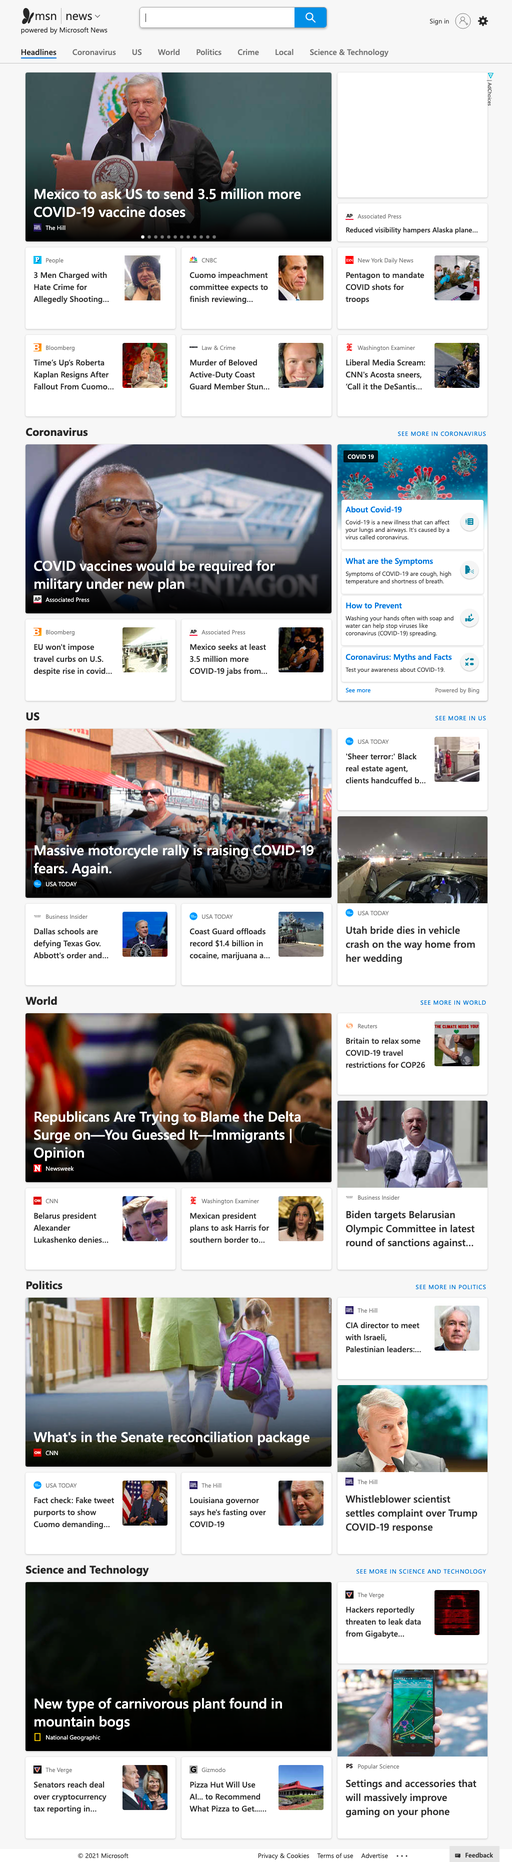 msn | news
powered by Microsoft News
Sign in
Headlines Coronavirus US World Politics Crime Local Science & Technology
AdChoices
Mexico to ask US to send 3.5 million more
COVID-19 vaccine doses
The Hill
AP Associated Press
Reduced visibility hampers Alaska plane...
People
3 Men Charged with
Hate Crime for
Allegedly Shooting...
CNBC
Cuomo impeachment
committee expects to
finish reviewing...
New York Daily News
Pentagon to mandate
COVID shots for
troops
Bloomberg
Time's Up's Roberta
Kaplan Resigns After
Fallout From Cuomo...
Law & Crime
Murder of Beloved
Active-Duty Coast
Guard Member Stun...
Washington Examiner
Liberal Media Scream:
CNN's Acosta sneers,
'Call it the DeSantis...
Coronavirus
SEE MORE IN CORONAVIRUS
COVID vaccines would be required for
military under new plan
AP Associated Press
COVID 19
About Covid-19
Covid-19 is a new illness that can affect
your lungs and airways. It's caused by a
virus called coronavirus.
What are the Symptoms
Symptoms of COVID-19 are cough, high
temperature and shortness of breath.
How to Prevent
Washing your hands often with soap and
water can help stop viruses like
coronavirus (COVID-19) spreading.
Coronavirus: Myths and Facts
Test your awareness about COVID-19.
See more
Powered by Bing
Bloomberg
EU won't impose
travel curbs on U.S.
despite rise in covid...
AP Associated Press
Mexico seeks at least
3.5 million more
COVID-19 jabs from...
US
SEE MORE IN US
Massive motorcycle rally is raising COVID-19
fears. Again.
USA TODAY
USA TODAY
'Sheer terror:' Black
real estate agent,
clients handcuffed b...
USA TODAY
Utah bride dies in vehicle
crash on the way home from
her wedding
Business Insider
Dallas schools are
defying Texas Gov.
Abbott's order and...
USA TODAY
Coast Guard offloads
record $1.4 billion in
cocaine, marijuana a...
World
SEE MORE IN WORLD
Republicans Are Trying to Blame the Delta
Surge on—You Guessed It—Immigrants |
Opinion
N Newsweek
Reuters
Britain to relax some
COVID-19 travel
restrictions for COP26
THE CLIMATE NEEDS YOU!
Business Insider
Biden targets Belarusian
Olympic Committee in latest
round of sanctions against...
CNN
Belarus president
Alexander
Lukashenko denies...
Washington Examiner
Mexican president
plans to ask Harris for
southern border to...
Politics
SEE MORE IN POLITICS
What's in the Senate reconciliation package
CNN
The Hill
CIA director to meet
with Israeli,
Palestinian leaders:...
The Hill
Whistleblower scientist
settles complaint over Trump
COVID-19 response
USA TODAY
Fact check: Fake tweet
purports to show
Cuomo demanding...
The Hill
Louisiana governor
says he's fasting over
COVID-19
Science and Technology
SEE MORE IN SCIENCE AND TECHNOLOGY
New type of carnivorous plant found in
mountain bogs
National Geographic
The Verge
Hackers reportedly
threaten to leak data
from Gigabyte...
PS Popular Science
Settings and accessories that
will massively improve
gaming on your phone
The Verge
Senators reach deal
over cryptocurrency
tax reporting in...
G Gizmodo
Pizza Hut Will Use
AI... to Recommend
What Pizza to Get......
© 2021 Microsoft
Privacy & Cookies Terms of use Advertise ...
Feedback